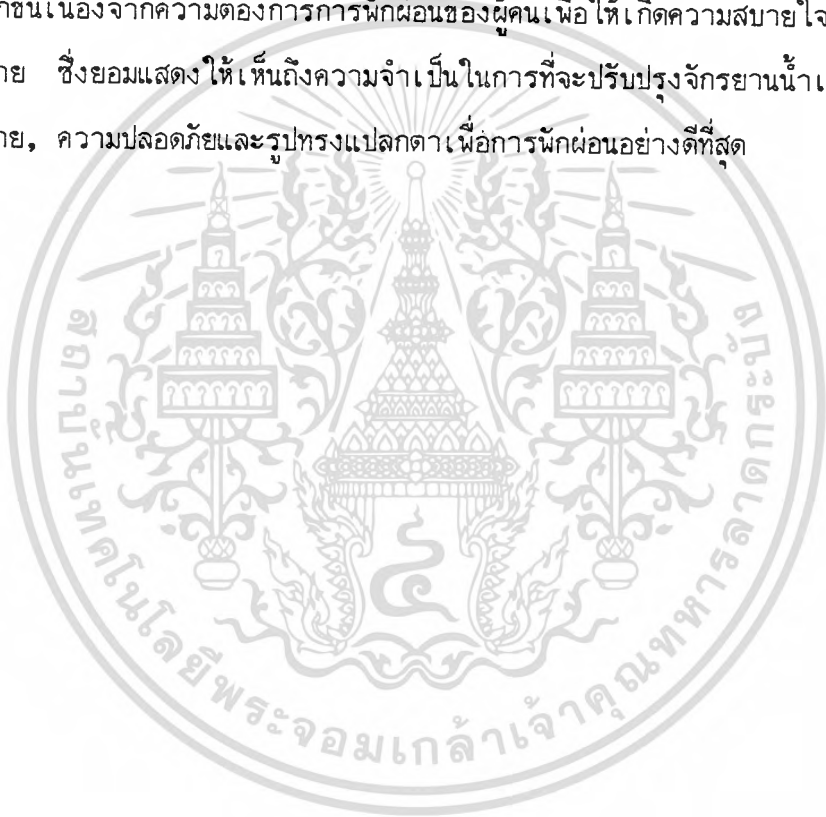 กขึ้นเนื่องจากความต้องการการพักผ่อนของผู้คนเพื่อให้เกิดความสบายใจ
าย ซึ่งยอมแสดงให้เห็นถึงความจำเป็นในการที่จะปรับปรุงจักรยานน้ำเ
าย, ความปลอดภัยและรูปทรงแปลกตาเพื่อการพักผ่อนอย่างดีที่สุด
สถาบันเทคโนโลยีพระจอมเกล้าเจ้าคุณทหารลาดกระบัง
๔